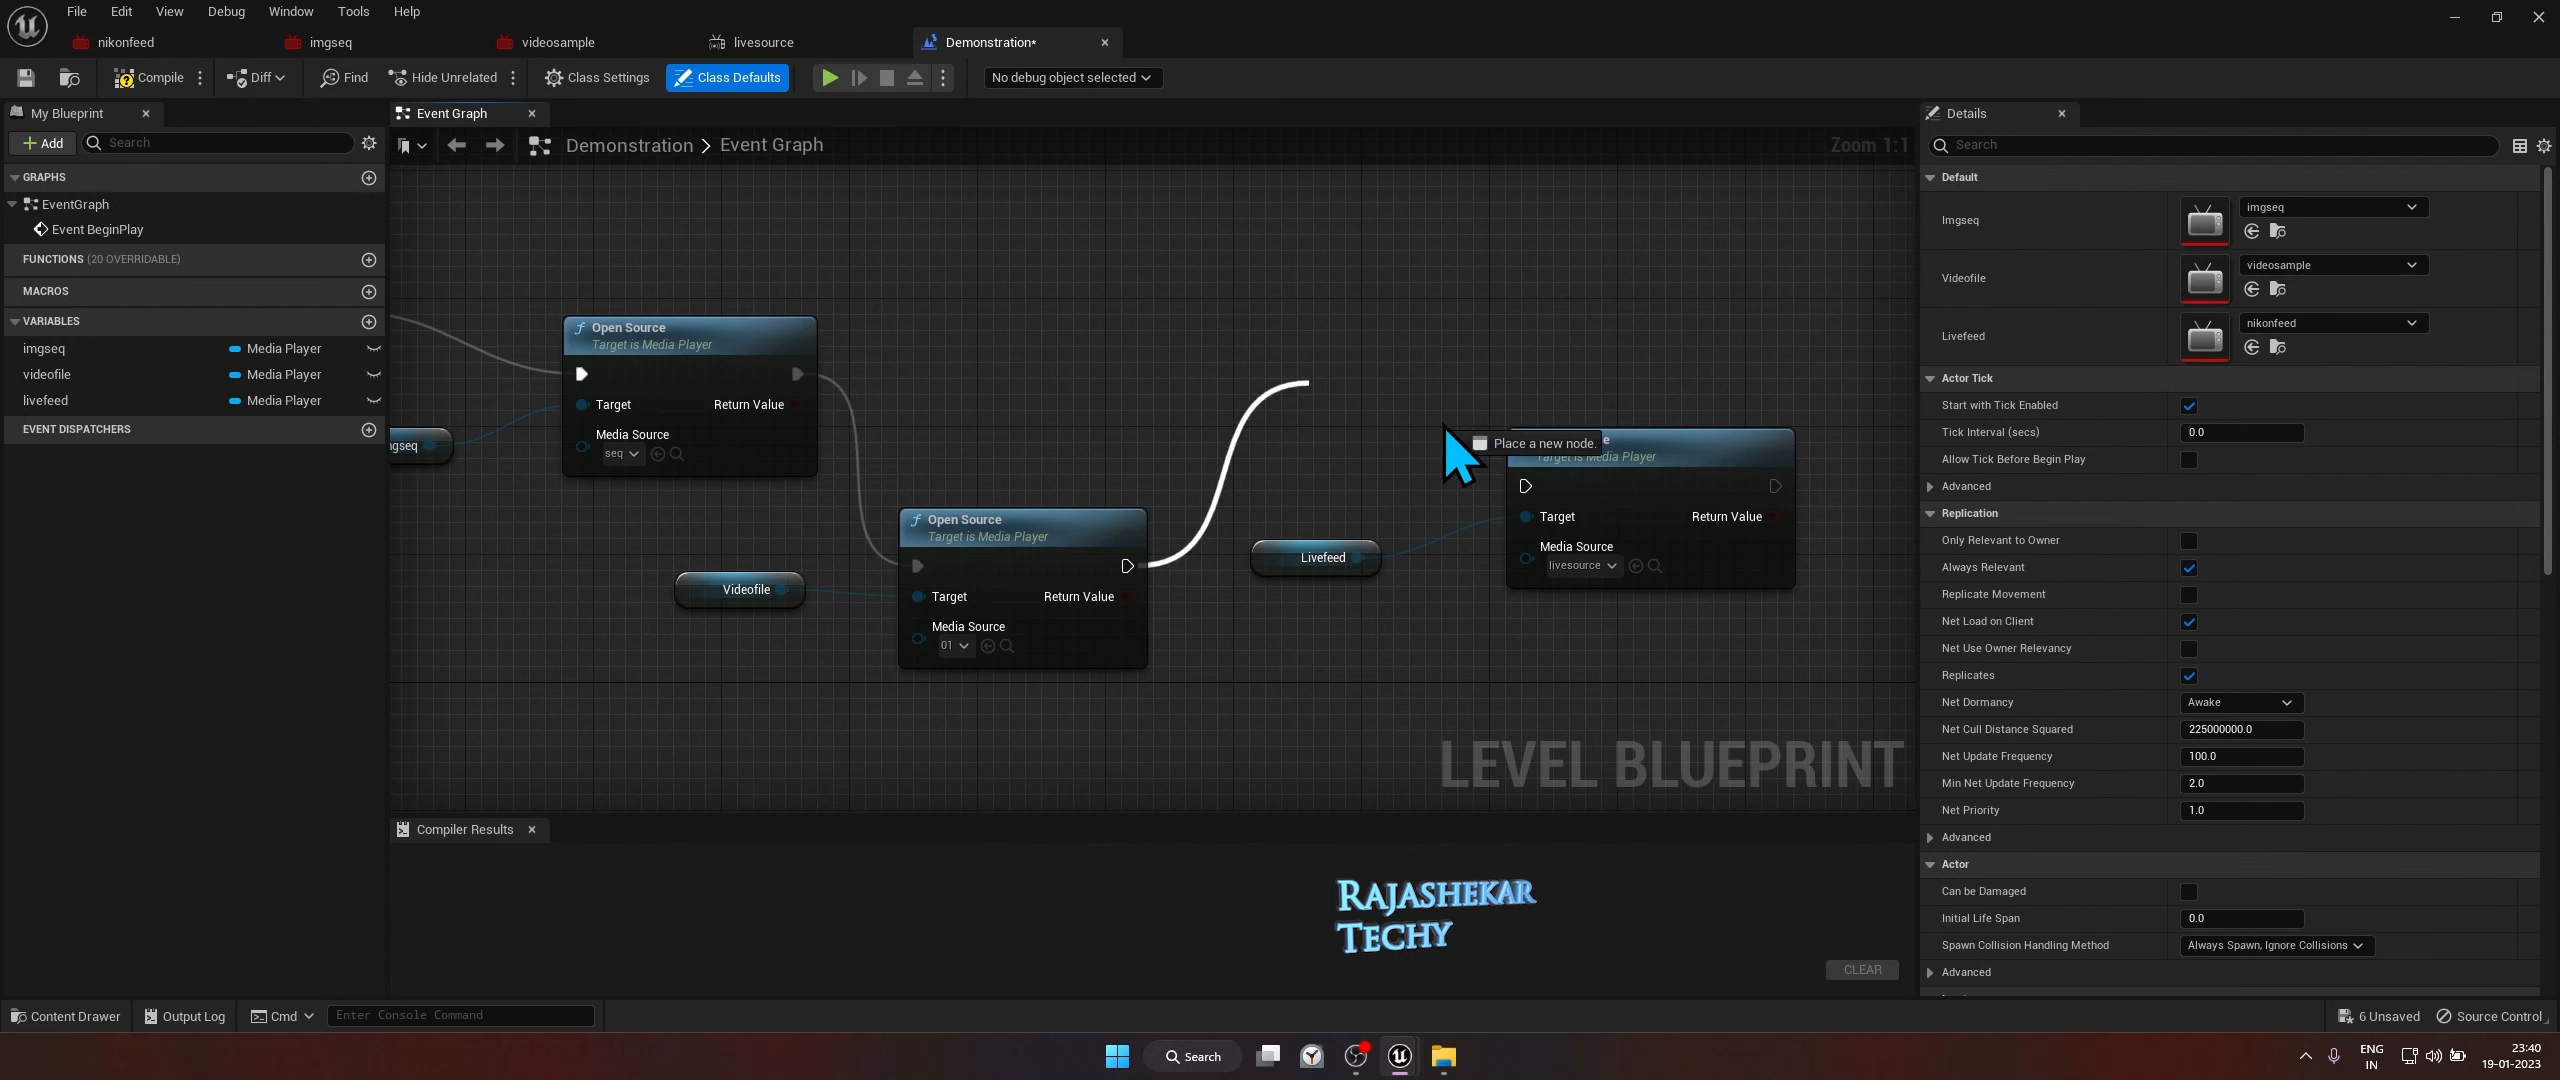 File Edit View Debug Window Tools Help
nikonfeed imgseq videosample livesource Demonstration*
Compile Diff Find Hide Unrelated Class Settings Class Defaults No debug object selected
My Blueprint Event Graph Details
Add Search Demonstration > Event Graph Zoom 1:1 Search
GRAPHS
EventGraph
Event BeginPlay
FUNCTIONS (20 OVERRIDABLE)
MACROS
VARIABLES
imgseq Media Player
videofile Media Player
livefeed Media Player
EVENT DISPATCHERS
Open Source
Target is Media Player
Target Return Value
Media Source
seq
ngseq
Open Source
Target is Media Player
Target Return Value
Media Source
01
Videofile
Place a new node.
Target is Media Player
Target Return Value
Media Source
livesource
Livefeed
LEVEL BLUEPRINT
Default
Imgseq imgseq
Videofile videosample
Livefeed nikonfeed
Actor Tick
Start with Tick Enabled
Tick Interval (secs) 0.0
Allow Tick Before Begin Play
Advanced
Replication
Only Relevant to Owner
Always Relevant
Replicate Movement
Net Load on Client
Net Use Owner Relevancy
Replicates
Net Dormancy Awake
Net Cull Distance Squared 225000000.0
Net Update Frequency 100.0
Min Net Update Frequency 2.0
Net Priority 1.0
Advanced
Actor
Can be Damaged
Initial Life Span 0.0
Spawn Collision Handling Method Always Spawn, Ignore Collisions
Advanced
Compiler Results
RAJASHEKAR
TECHY
CLEAR
Content Drawer Output Log Cmd Enter Console Command 6 Unsaved Source Control
Search
ENG
IN
23:40
19-01-2023